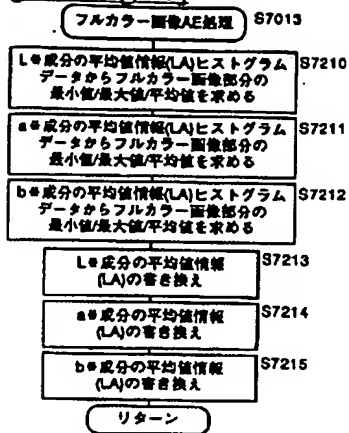 フルカラー画像AE処理 S7013
L*成分の平均値情報(LA)ヒストグラム S7210
データからフルカラー画像部分の
最小値/最大値/平均値を求める
a*成分の平均値情報(LA)ヒストグラム S7211
データからフルカラー画像部分の
最小値/最大値/平均値を求める
b*成分の平均値情報(LA)ヒストグラム S7212
データからフルカラー画像部分の
最小値/最大値/平均値を求める
L*成分の平均値情報 S7213
(LA)の書き換え
a*成分の平均値情報 S7214
(LA)の書き換え
b*成分の平均値情報 S7215
(LA)の書き換え
リターン